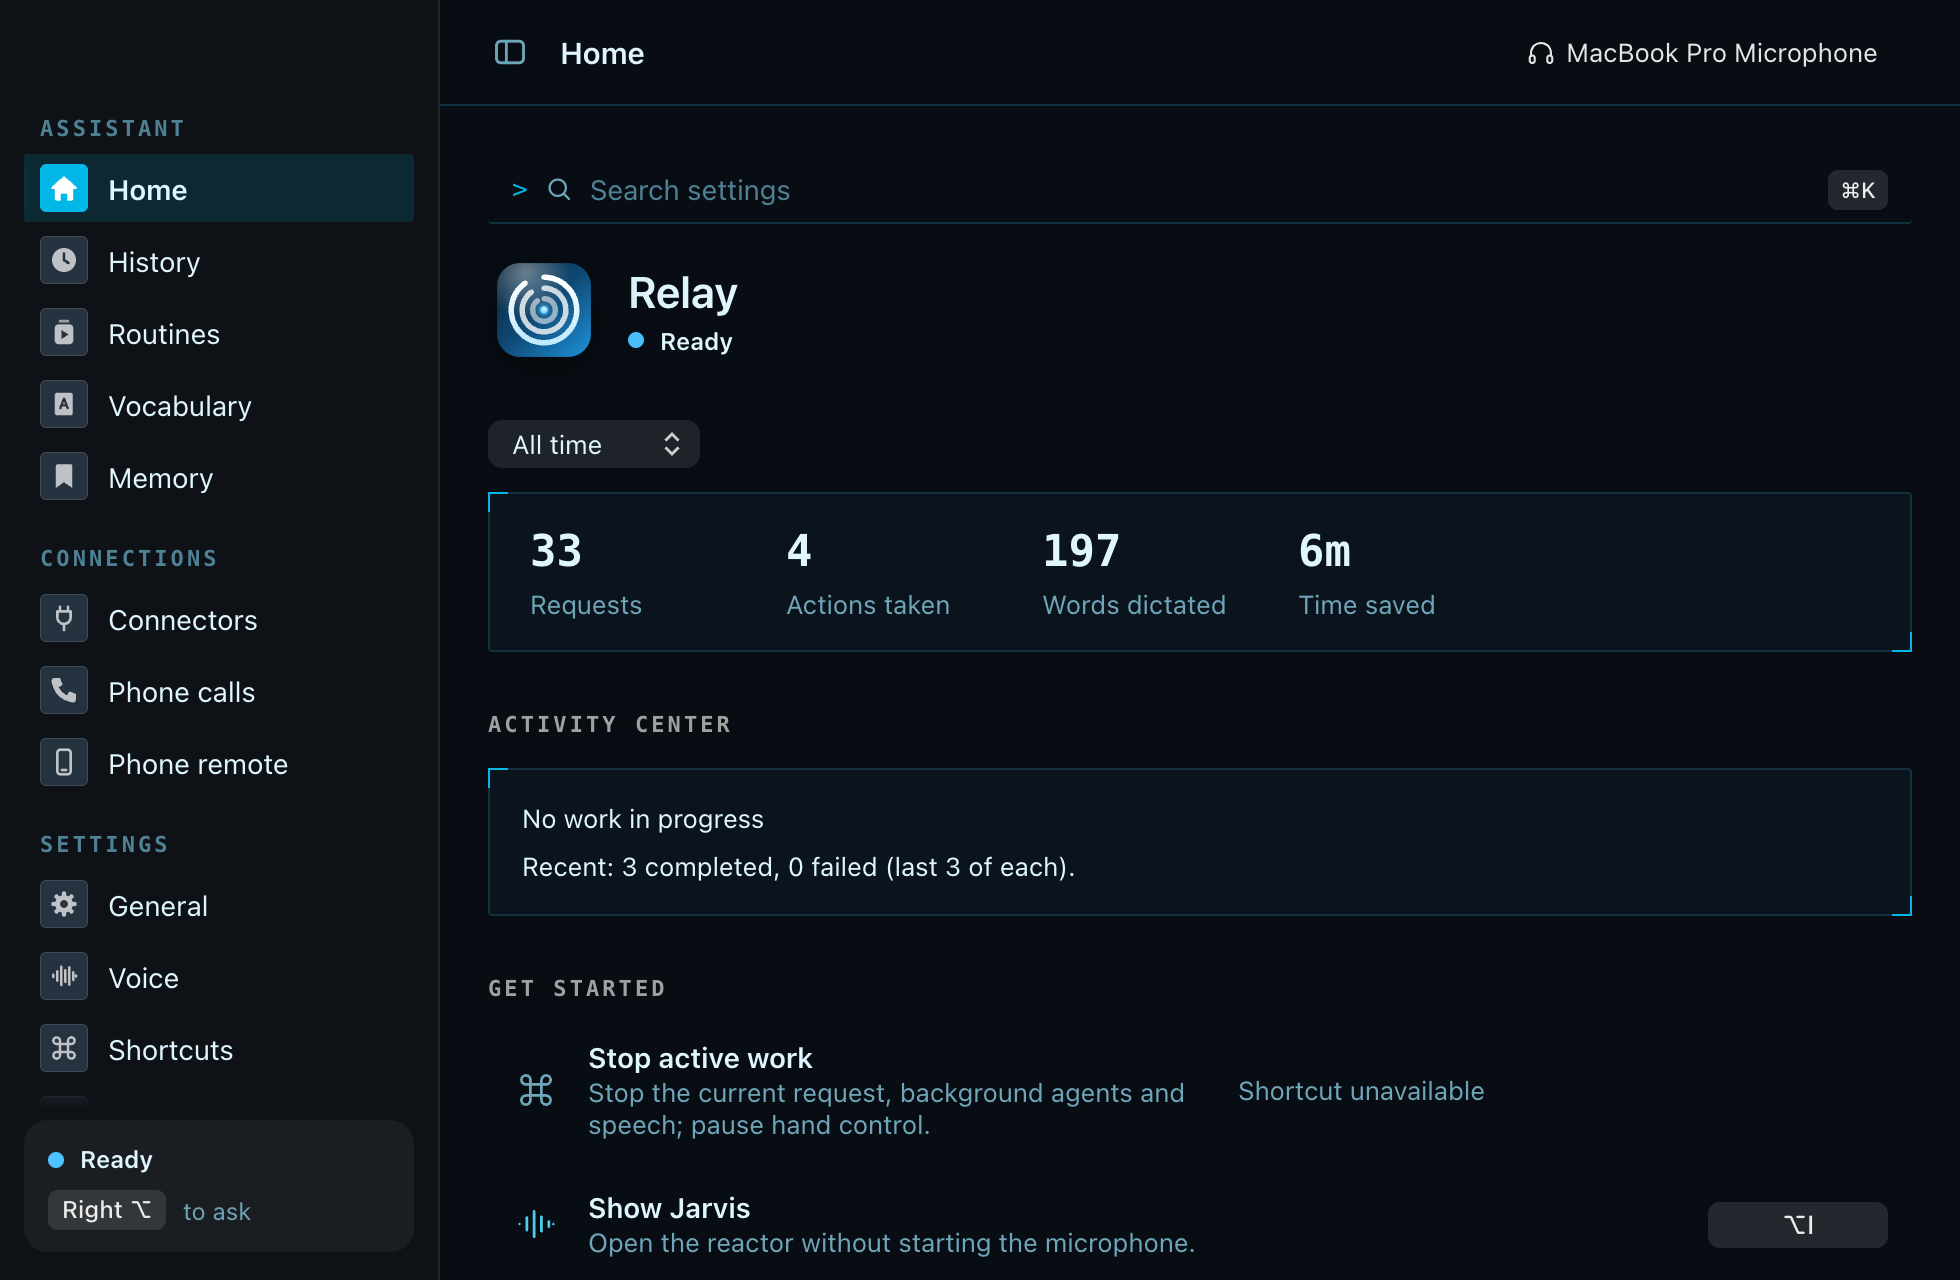 Home
MacBook Pro Microphone
ASSISTANT
Home
History
Routines
Vocabulary
Memory
CONNECTIONS
Connectors
Phone calls
Phone remote
SETTINGS
General
Voice
Shortcuts
Ready
Right ⌥ to ask
> Search settings ⌘K
Relay
Ready
All time
33 4 197 6m
Requests Actions taken Words dictated Time saved
ACTIVITY CENTER
No work in progress
Recent: 3 completed, 0 failed (last 3 of each).
GET STARTED
Stop active work
Stop the current request, background agents and
speech; pause hand control.
Shortcut unavailable
Show Jarvis
Open the reactor without starting the microphone.
⌥I